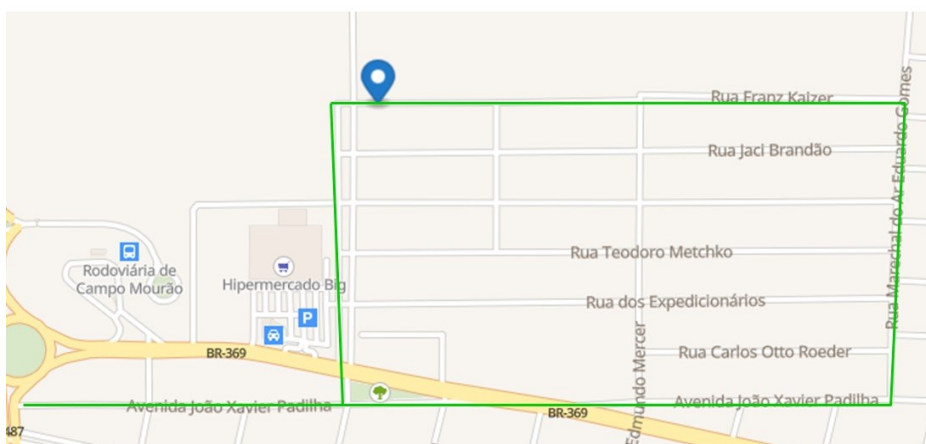 Rua Franz Kaizer
Rua Jaci Brandão
Rua Marechal do Ar Eduardo Gomes
Rua Teodoro Metchko
Rodoviária de
Campo Mourão
Hipermercado Big
P
Rua dos Expedicionários
BR-369
Rua Carlos Otto Roeder
Edmundo Mercer
Avenida João Xavier Padilha
BR-369
Avenida João Xavier Padilha
487